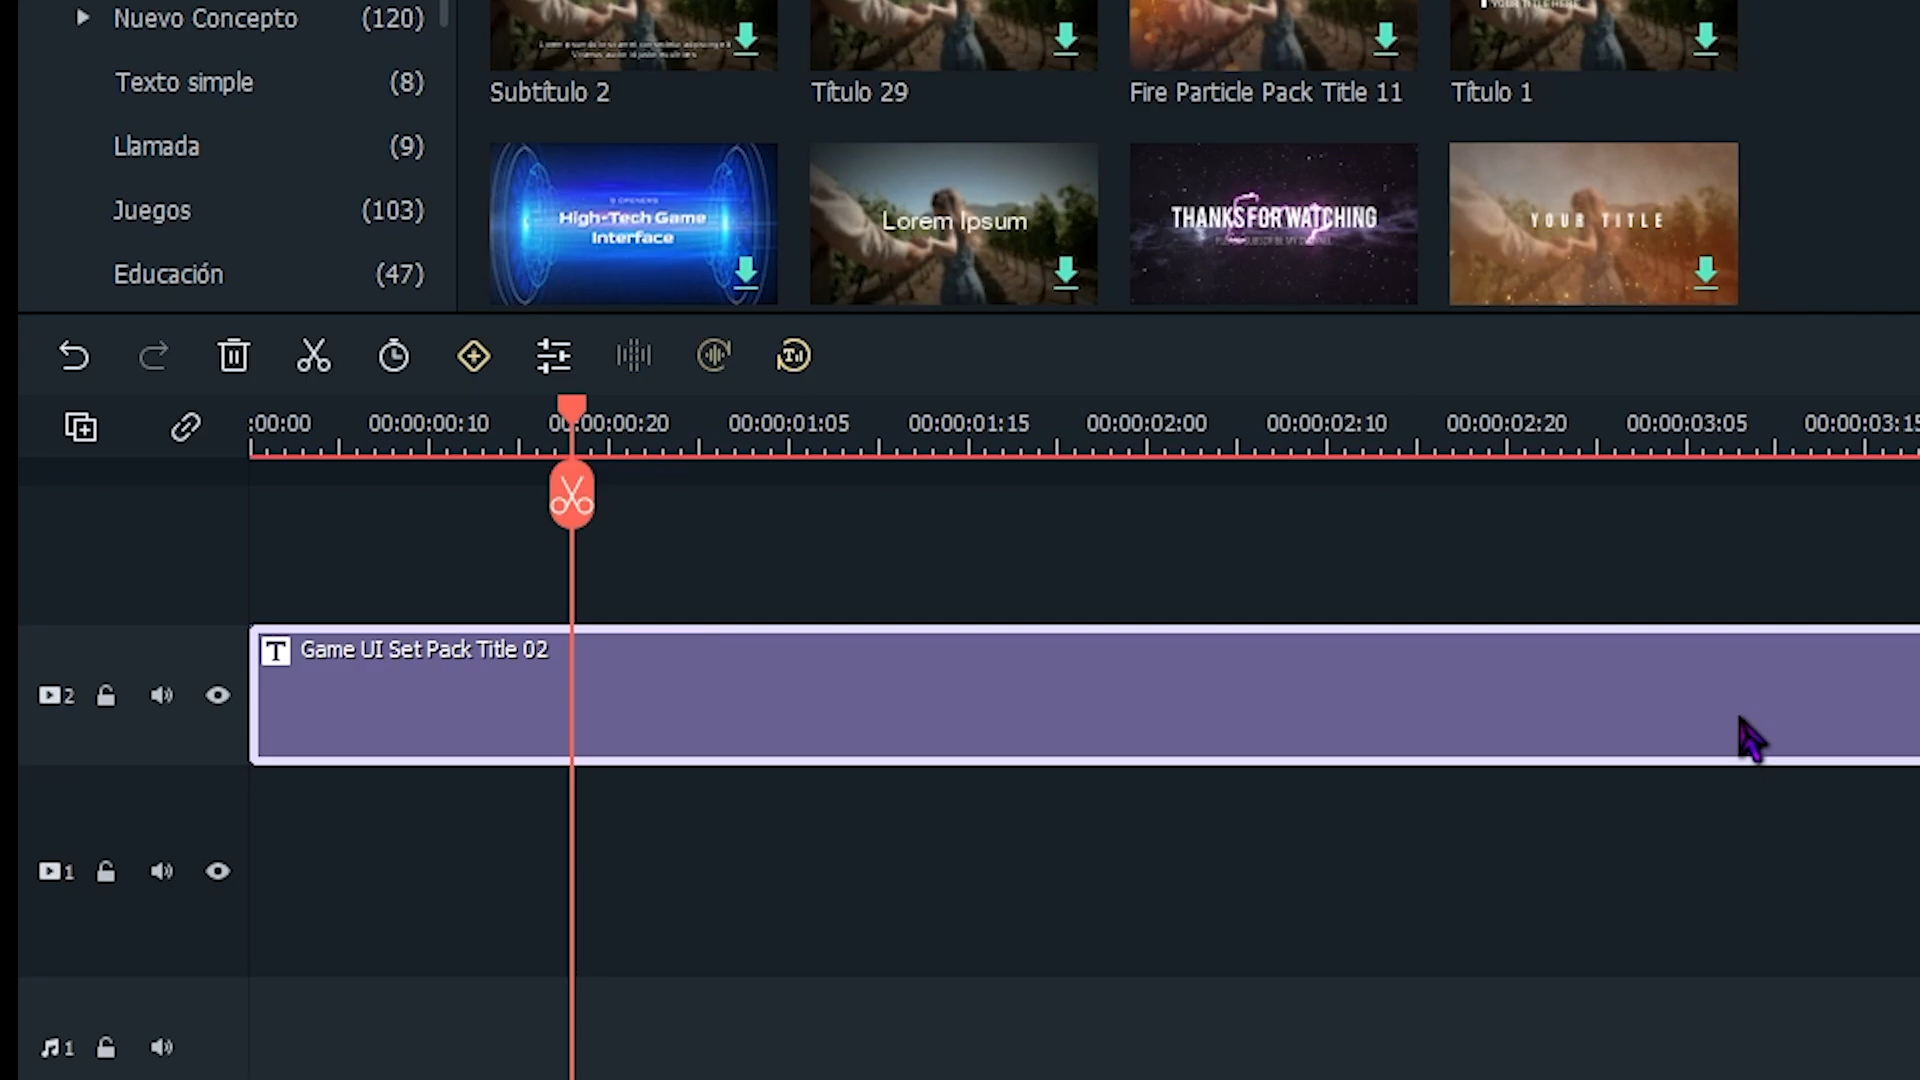 Nuevo Concepto (120)
Texto simple (8)
Llamada (9)
Juegos (103)
Educación (47)
Subtítulo 2
Título 29
Fire Particle Pack Title 11
Título 1
High-Tech Game
Interface
Lorem Ipsum
THANKS FOR WATCHING
YOUR TITLE
:00:00 00:00:00:10 00:00:00:20 00:00:01:05 00:00:01:15 00:00:02:00 00:00:02:10 00:00:02:20 00:00:03:05 00:00:03:15
T Game UI Set Pack Title 02
2
1
1